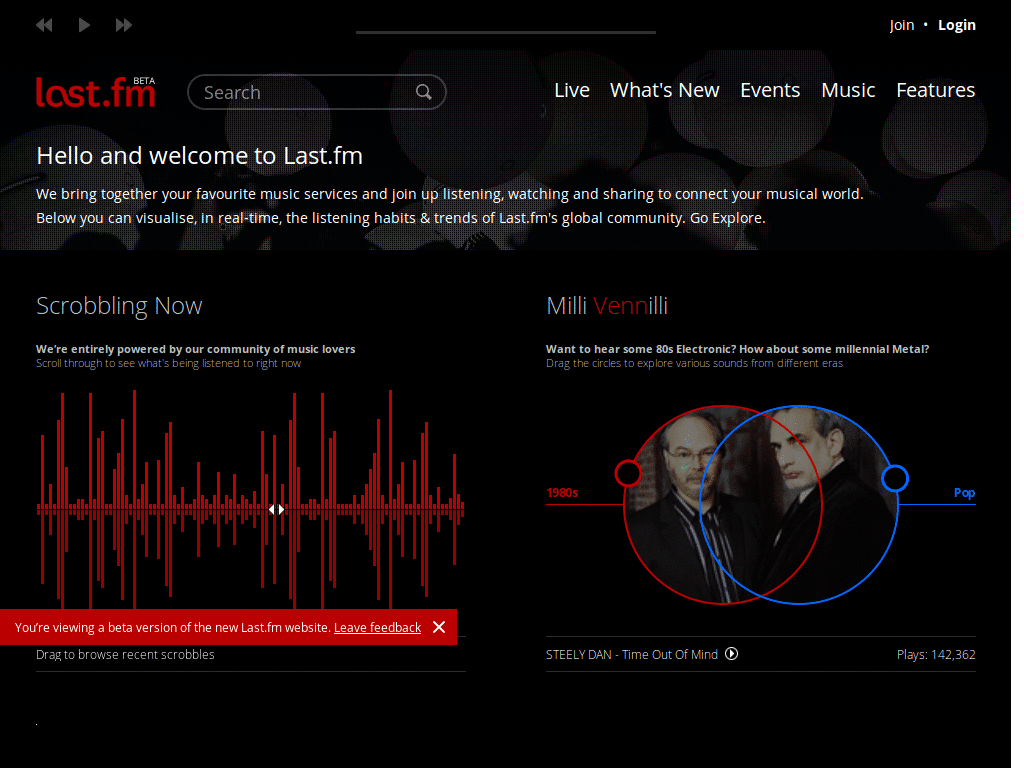 Join • Login
last.fm BETA
Search
Live What's New Events Music Features
Hello and welcome to Last.fm
We bring together your favourite music services and join up listening, watching and sharing to connect your musical world.
Below you can visualise, in real-time, the listening habits & trends of Last.fm's global community. Go Explore.
Scrobbling Now
We're entirely powered by our community of music lovers
Scroll through to see what's being listened to right now
Milli Vennilli
Want to hear some 80s Electronic? How about some millennial Metal?
Drag the circles to explore various sounds from different eras
1980s
Pop
You're viewing a beta version of the new Last.fm website. Leave feedback
Drag to browse recent scrobbles
STEELY DAN - Time Out Of Mind
Plays: 142,362
.